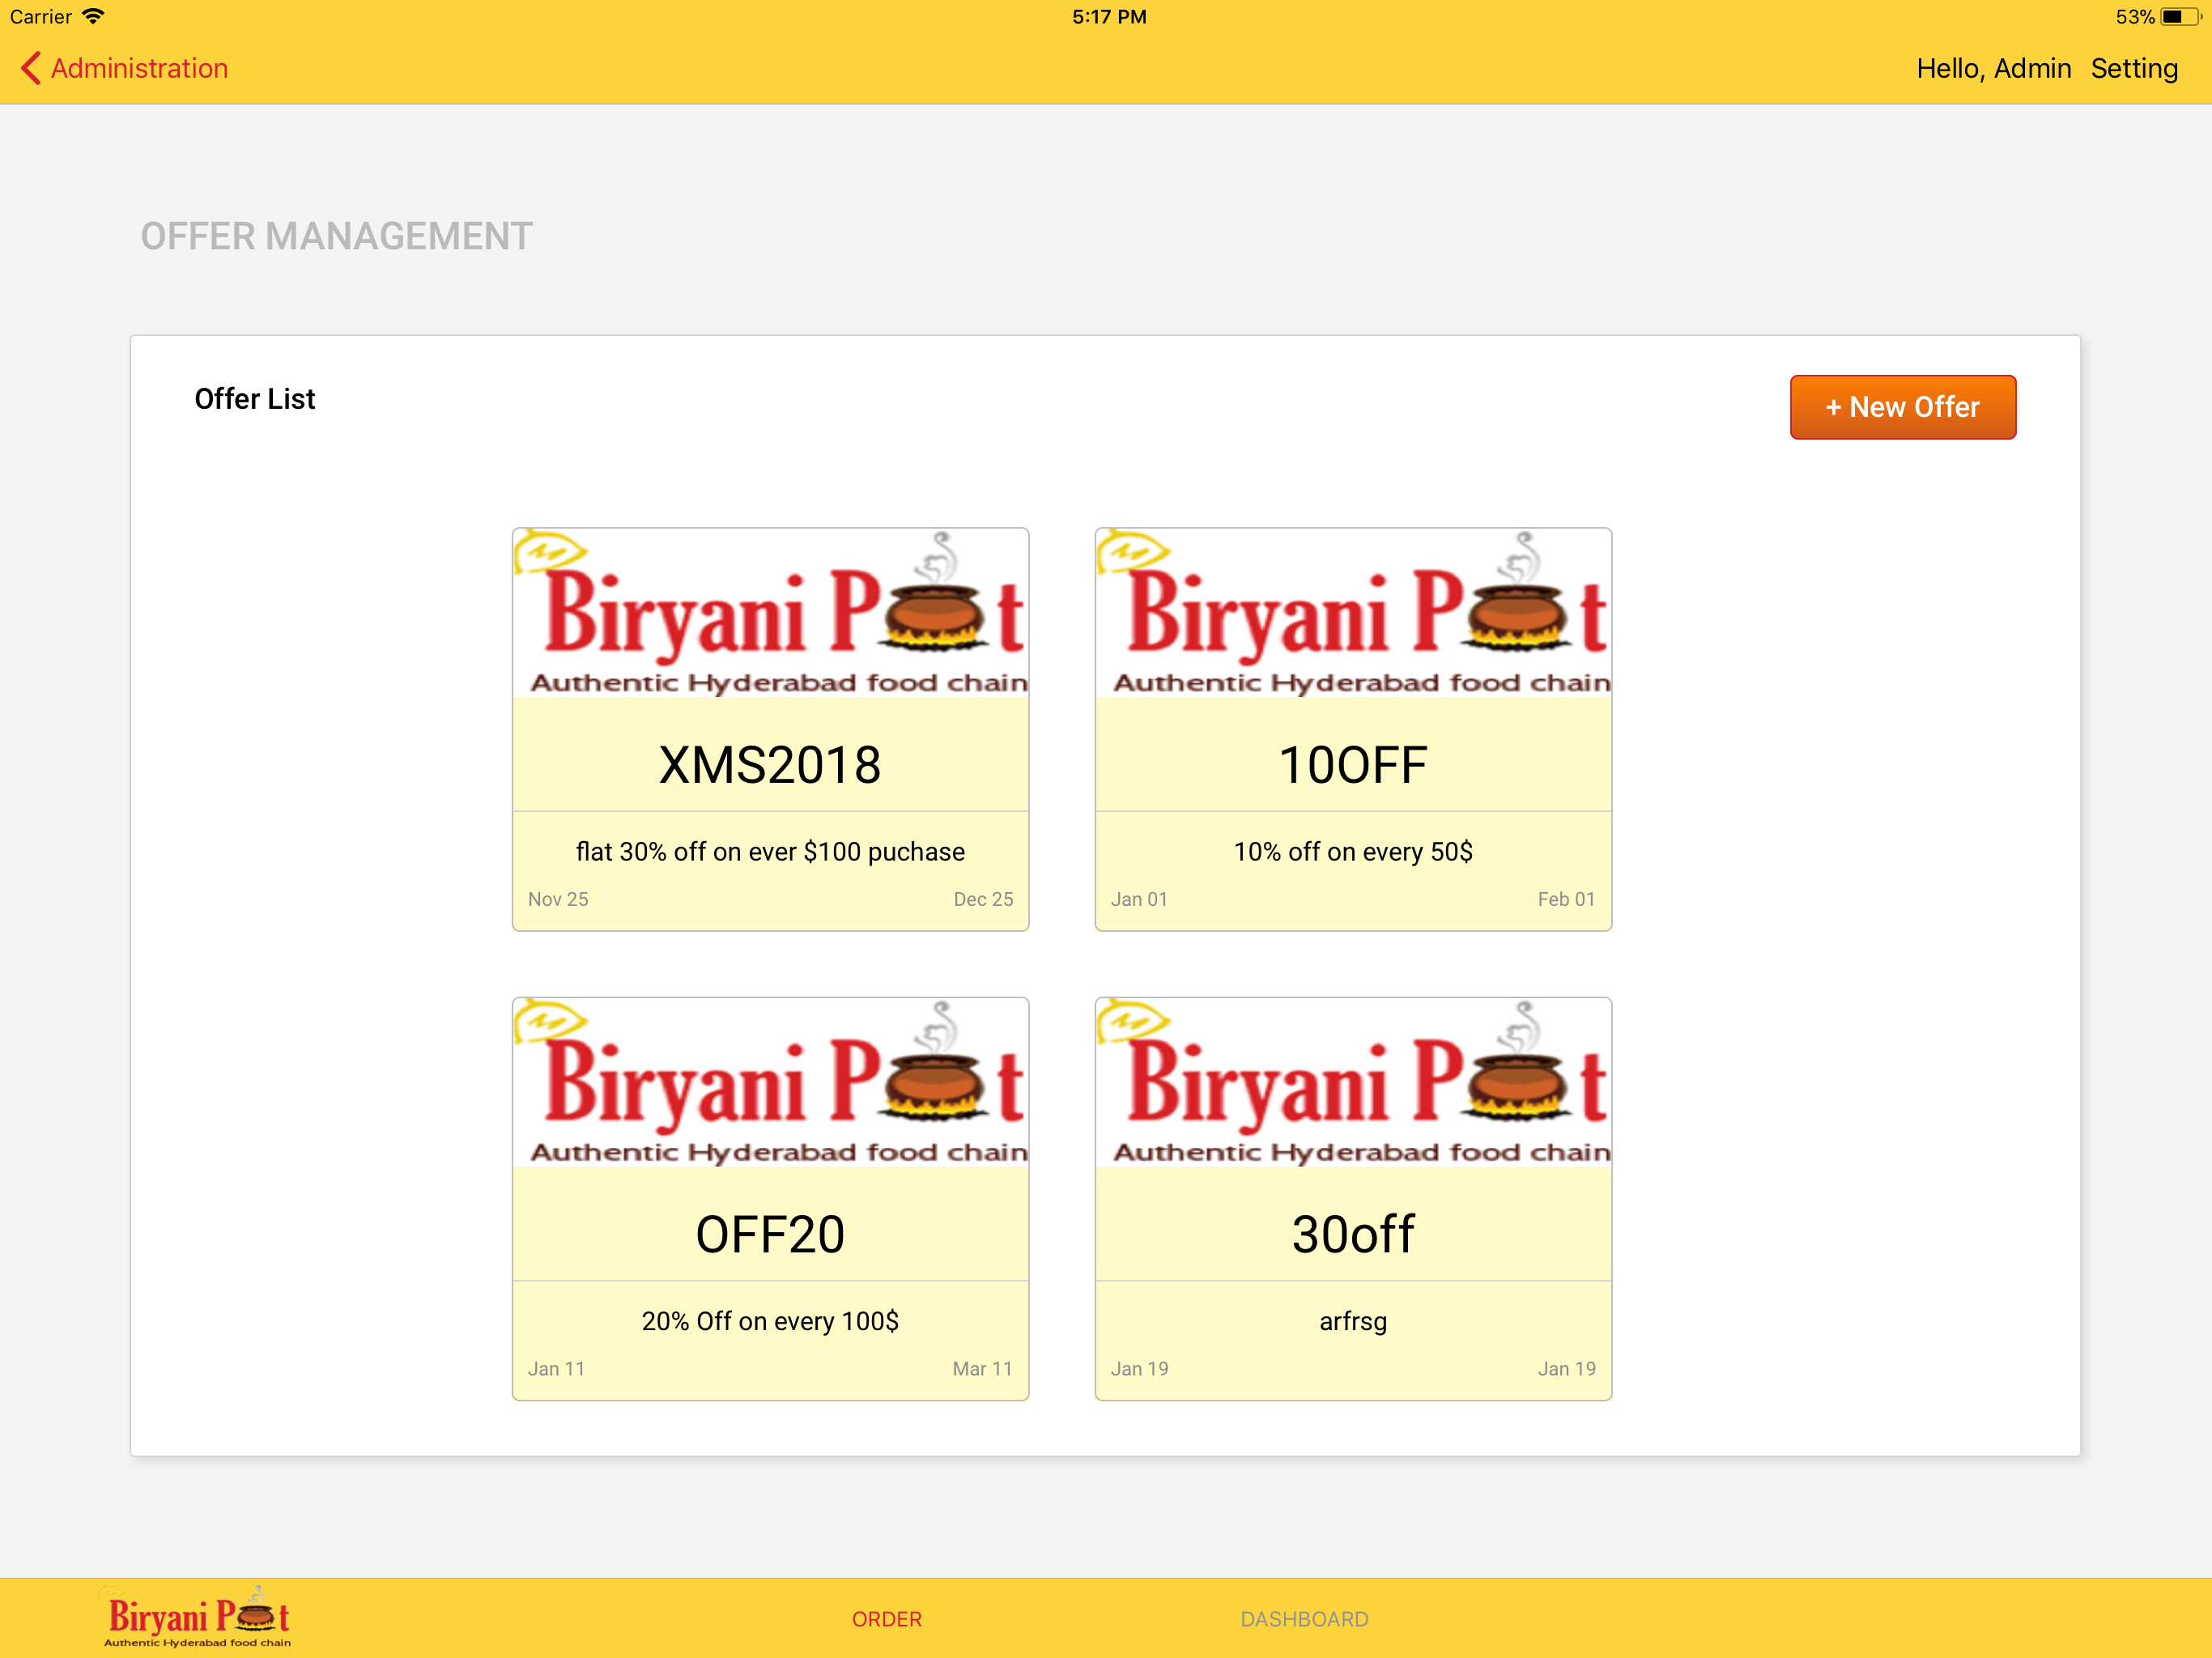 Carrier 5:17 PM 53%
Administration Hello, Admin Setting
OFFER MANAGEMENT
Offer List + New Offer
Biryani Pot
Authentic Hyderabad food chain
XMS2018
flat 30% off on ever $100 puchase
Nov 25 Dec 25
Biryani Pot
Authentic Hyderabad food chain
10OFF
10% off on every 50$
Jan 01 Feb 01
Biryani Pot
Authentic Hyderabad food chain
OFF20
20% Off on every 100$
Jan 11 Mar 11
Biryani Pot
Authentic Hyderabad food chain
30off
arfrsg
Jan 19 Jan 19
Biryani Pot
Authentic Hyderabad food chain
ORDER DASHBOARD